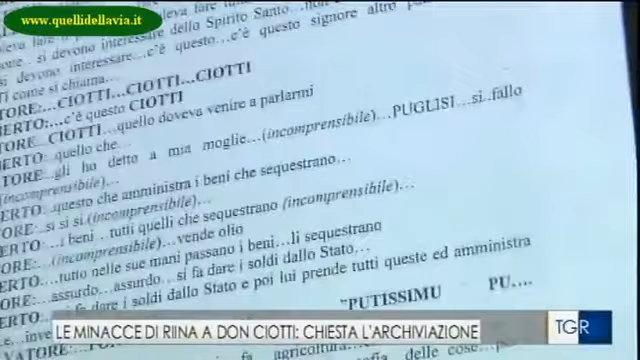 www.quellidellavia.it
si devono interessare dello Spirito Santo...non
si devono interessare...c'è questo...c'è questo signore altro
come si chiama...
TORE:...CIOTTI...CIOTTI...CIOTTI
BERTO:...c'è questo CIOTTI
TORE...CIOTTI...quello doveva venire a parlarmi
BERTO:..quello che...
TORE...gli ho detto a mia moglie...(incomprensibile)...PUGLISI...si..fallo
(incomprensibile)...
BERTO:..questo che amministra i beni che sequestrano...
TORE:..si si si.(incomprensibile)...
BERTO:...i beni...tutti quelli che sequestrano (incomprensibile)...
TORE:...(incomprensibile)...vende olio
BERTO:...tutto nelle sue mani passano i beni...li sequestrano
TORE:..assurdo...assurdo...si fa dare i soldi dallo Stato...
BERTO...si fa dare i soldi dallo Stato e poi lui prende tutti queste ed amministra
"PUTISSIMU PU....
LE MINACCE DI RIINA A DON CIOTTI: CHIESTA L'ARCHIVIAZIONE
TGR
VATORE:
fa agricoltura...
delle cose...